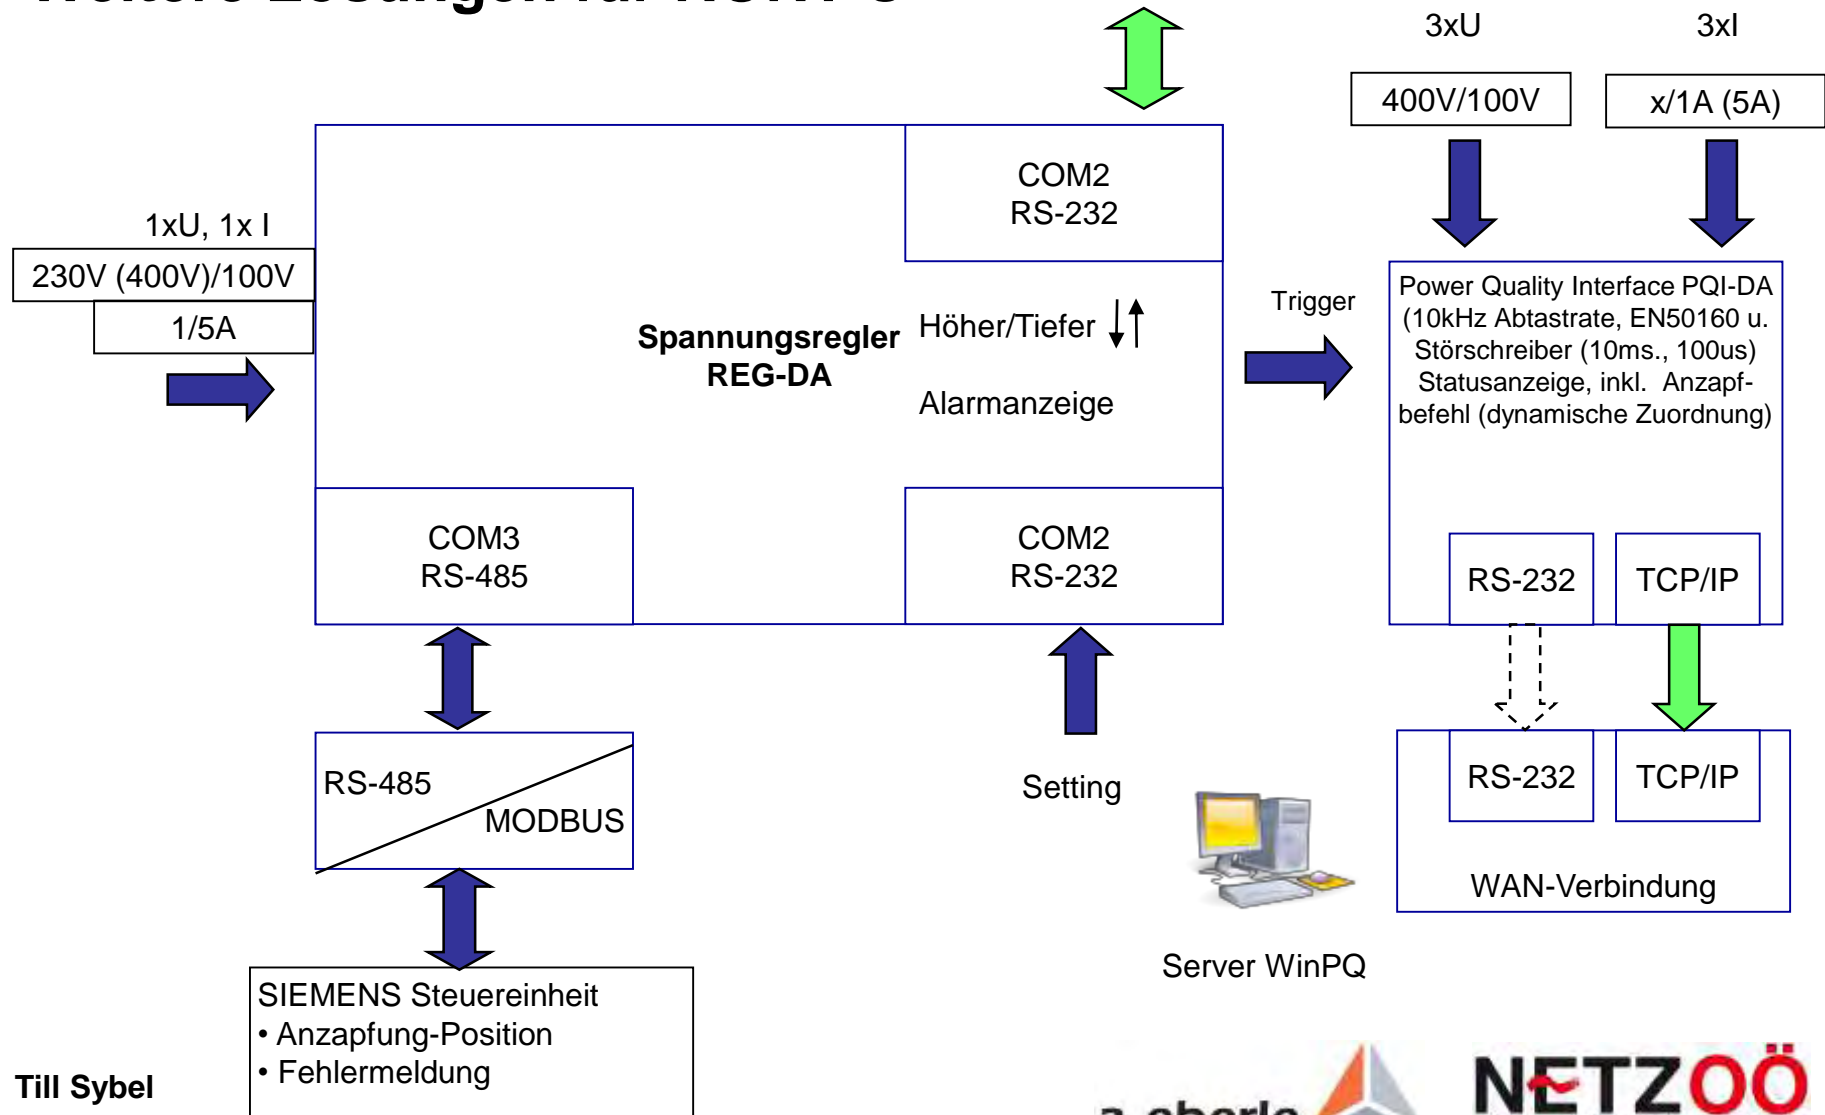 3xU
3xI
400V/100V
x/1A (5A)
COM2
RS-232
1xU, 1x I
230V (400V)/100V
1/5A
Spannungsregler
REG-DA
Höher/Tiefer
Alarmanzeige
Trigger
Power Quality Interface PQI-DA
(10kHz Abtastrate, EN50160 u.
Störschreiber (10ms., 100us)
Statusanzeige, inkl. Anzapf-
befehl (dynamische Zuordnung)
COM3
RS-485
COM2
RS-232
RS-232
TCP/IP
RS-485
MODBUS
Setting
RS-232
TCP/IP
WAN-Verbindung
Server WinPQ
SIEMENS Steuereinheit
• Anzapfung-Position
• Fehlermeldung
Till Sybel
a-eberle
NETZOÖ